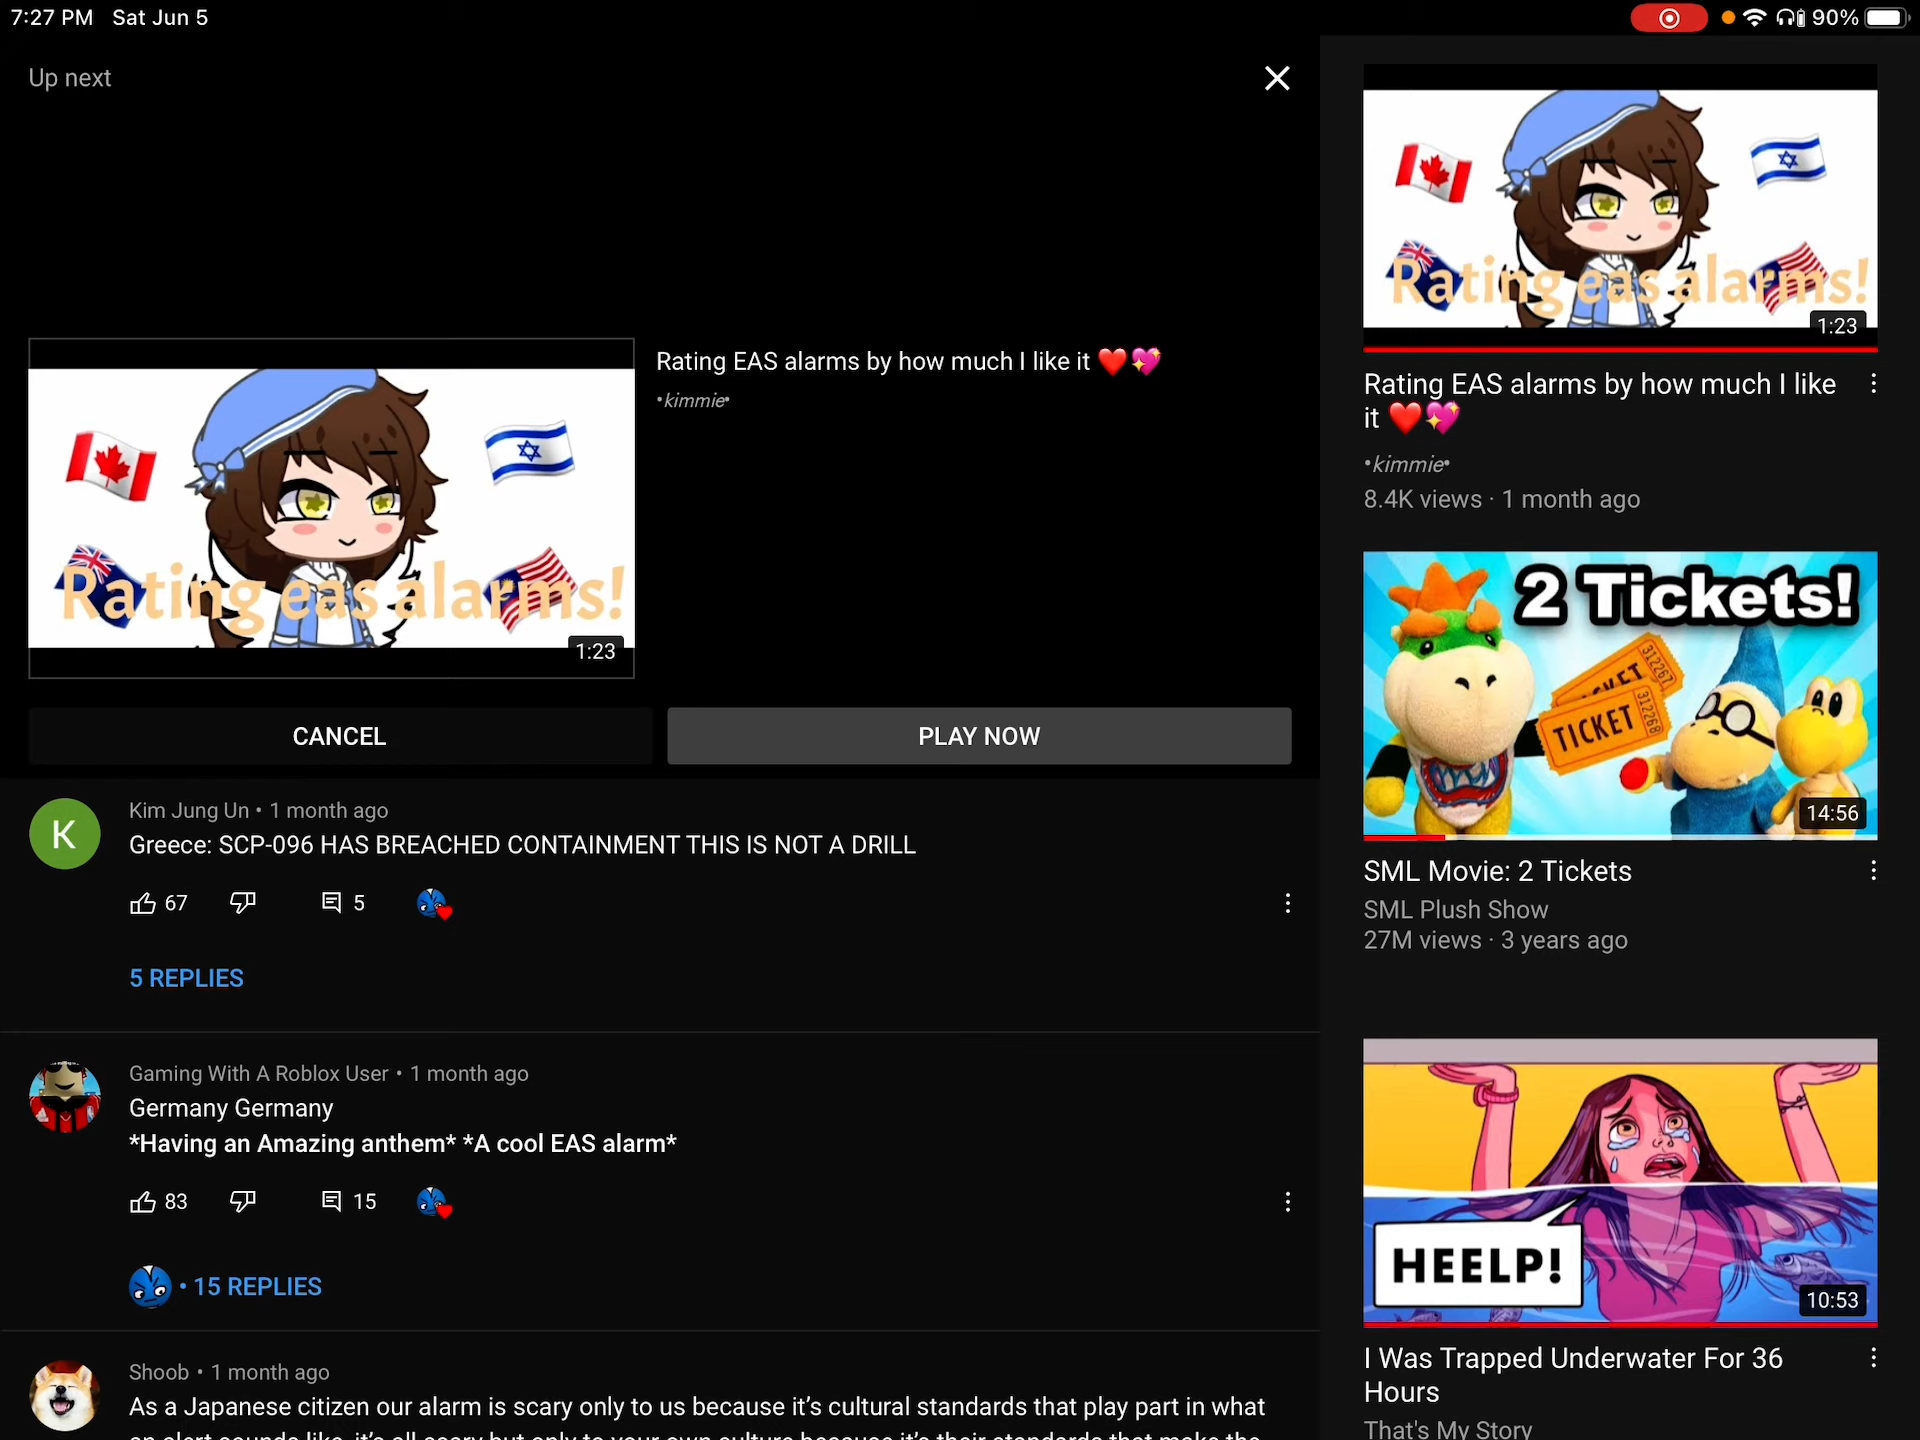 7:27 PM Sat Jun 5
90%
Up next
Rating eas alarms!
1:23
Rating EAS alarms by how much I like it ❤️💖
•kimmie•
CANCEL
PLAY NOW
K
Kim Jung Un • 1 month ago
Greece: SCP-096 HAS BREACHED CONTAINMENT THIS IS NOT A DRILL
67
5
5 REPLIES
Gaming With A Roblox User • 1 month ago
Germany Germany
*Having an Amazing anthem* *A cool EAS alarm*
83
15
• 15 REPLIES
Shoob • 1 month ago
As a Japanese citizen our alarm is scary only to us because it's cultural standards that play part in what
an alert sounds like, it's all scary but only to your own culture because it's their standards that make the
Rating eas alarms!
1:23
Rating EAS alarms by how much I like
it ❤️💖
•kimmie•
8.4K views · 1 month ago
2 Tickets!
TICKET
312267
TICKET
312268
14:56
SML Movie: 2 Tickets
SML Plush Show
27M views · 3 years ago
HEELP!
10:53
I Was Trapped Underwater For 36
Hours
That's My Story